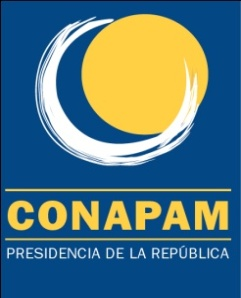 CONAPAM
PRESIDENCIA DE LA REPÚBLICA